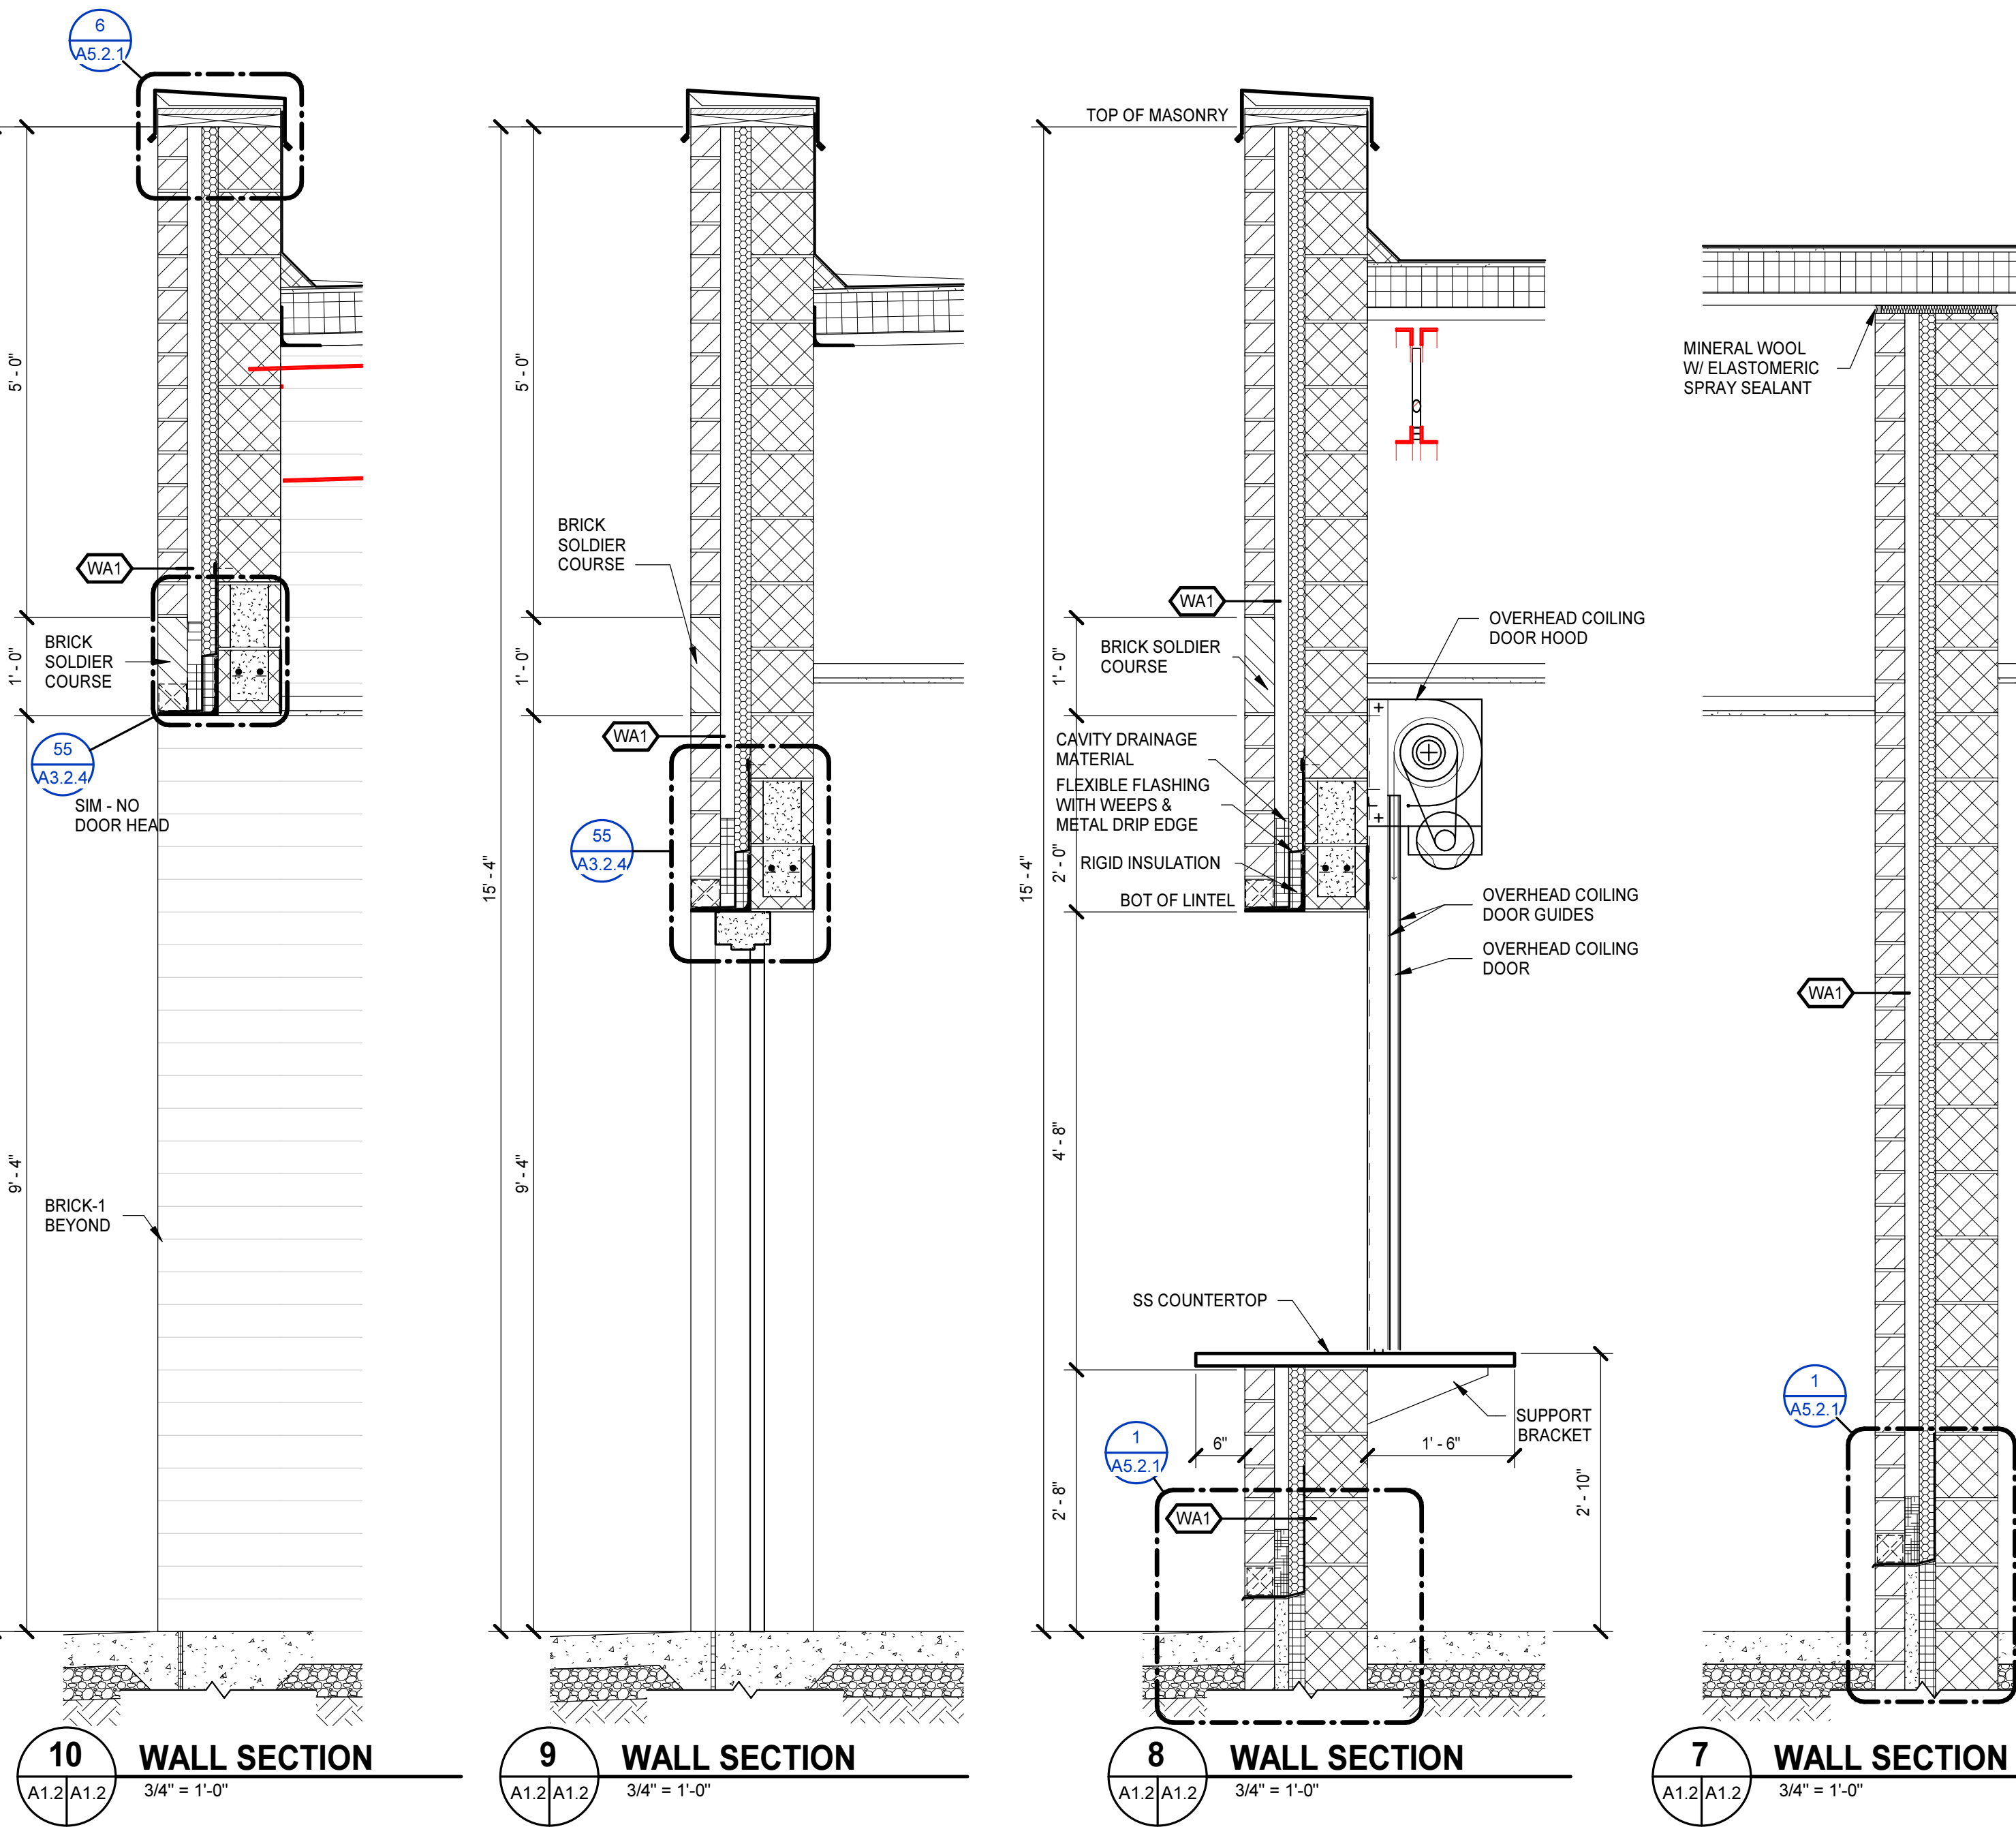 6
A5.2.1
5' - 0"
WA1
1' - 0"
BRICK
SOLDIER
COURSE
55
A3.2.4
SIM - NO
DOOR HEAD
9' - 4"
BRICK-1
BEYOND
10
A1.2 A1.2
WALL SECTION
3/4" = 1'-0"
5' - 0"
BRICK
SOLDIER
COURSE
1' - 0"
WA1
55
A3.2.4
15' - 4"
9' - 4"
9
A1.2 A1.2
WALL SECTION
3/4" = 1'-0"
TOP OF MASONRY
WA1
OVERHEAD COILING
DOOR HOOD
1' - 0"
BRICK SOLDIER
COURSE
CAVITY DRAINAGE
MATERIAL
FLEXIBLE FLASHING
WITH WEEPS &
METAL DRIP EDGE
15' - 4"
2' - 0"
RIGID INSULATION
BOT OF LINTEL
OVERHEAD COILING
DOOR GUIDES
OVERHEAD COILING
DOOR
4' - 8"
SS COUNTERTOP
SUPPORT
BRACKET
6"
1' - 6"
1
A5.2.1
2' - 8"
2' - 10"
WA1
8
A1.2 A1.2
WALL SECTION
3/4" = 1'-0"
MINERAL WOOL
W/ ELASTOMERIC
SPRAY SEALANT
WA1
1
A5.2.1
7
A1.2 A1.2
WALL SECTION
3/4" = 1'-0"